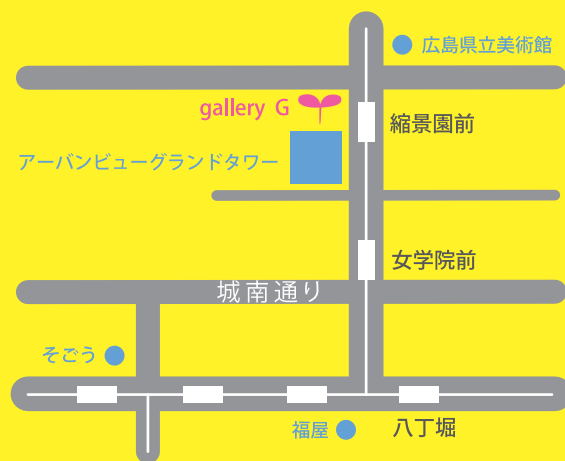 広島県立美術館
gallery G
縮景園前
アーバンビューグランドタワー
女学院前
城南通り
そごう
福屋
八丁堀